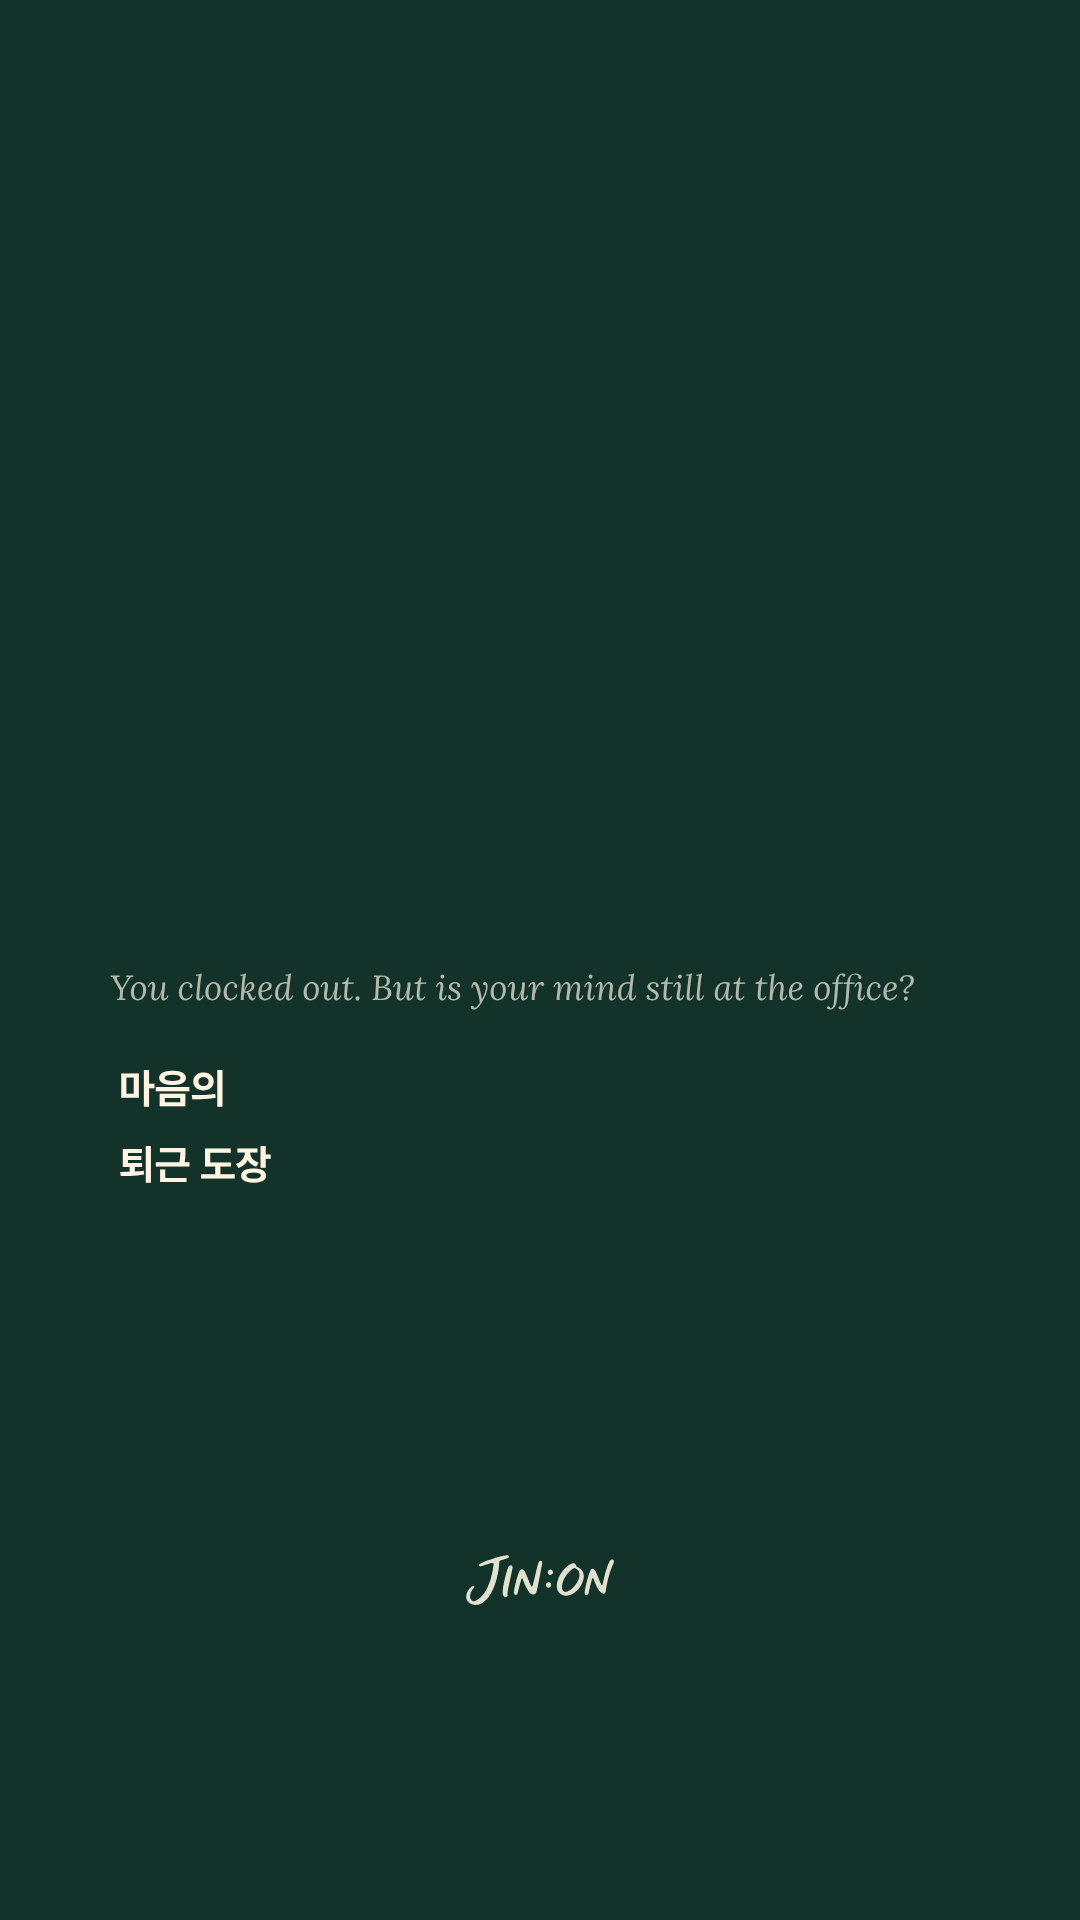 You clocked out. But is your mind still at the office?
마음의
퇴근 도장
JIN:ON